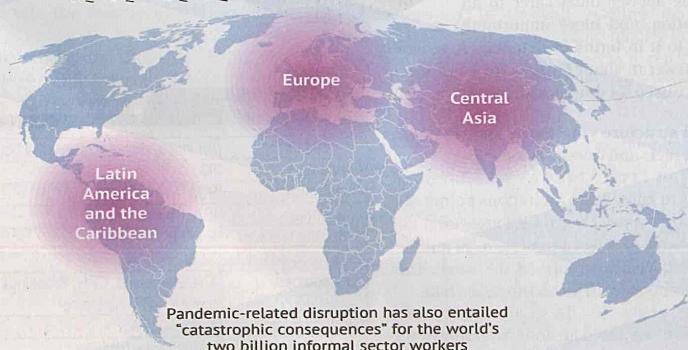 Europe
Central
Asia
Latin
America
and the
Caribbean
Pandemic-related disruption has also entailed
"catastrophic consequences" for the world's
two billion informal sector workers